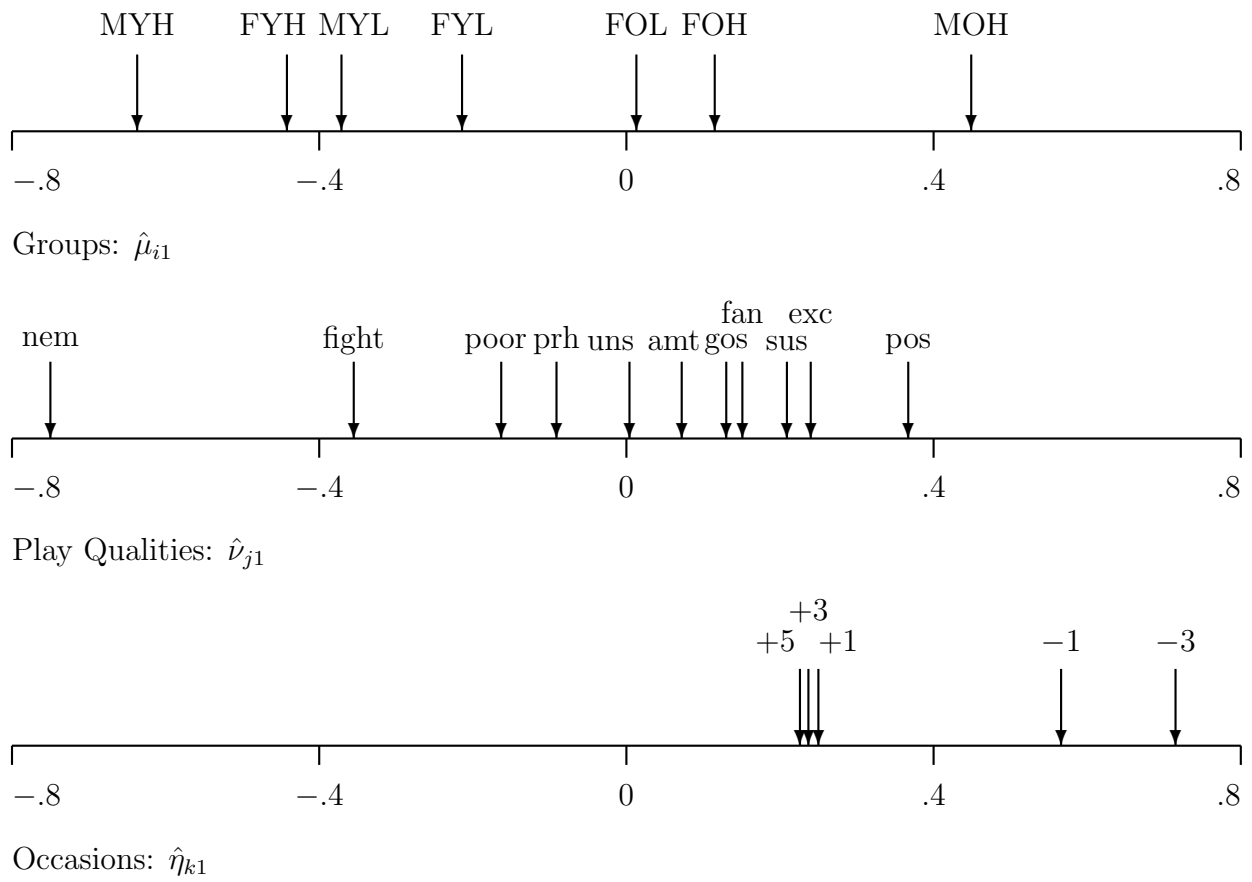 MYH FYH MYL FYL FOL FOH MOH
−.8 −.4 0 .4 .8
Groups: μ̂ᵢ₁
fan exc
nem fight poor prh uns amt gos sus pos
−.8 −.4 0 .4 .8
Play Qualities: ν̂ⱼ₁
+3
+5 +1 −1 −3
−.8 −.4 0 .4 .8
Occasions: η̂ₖ₁